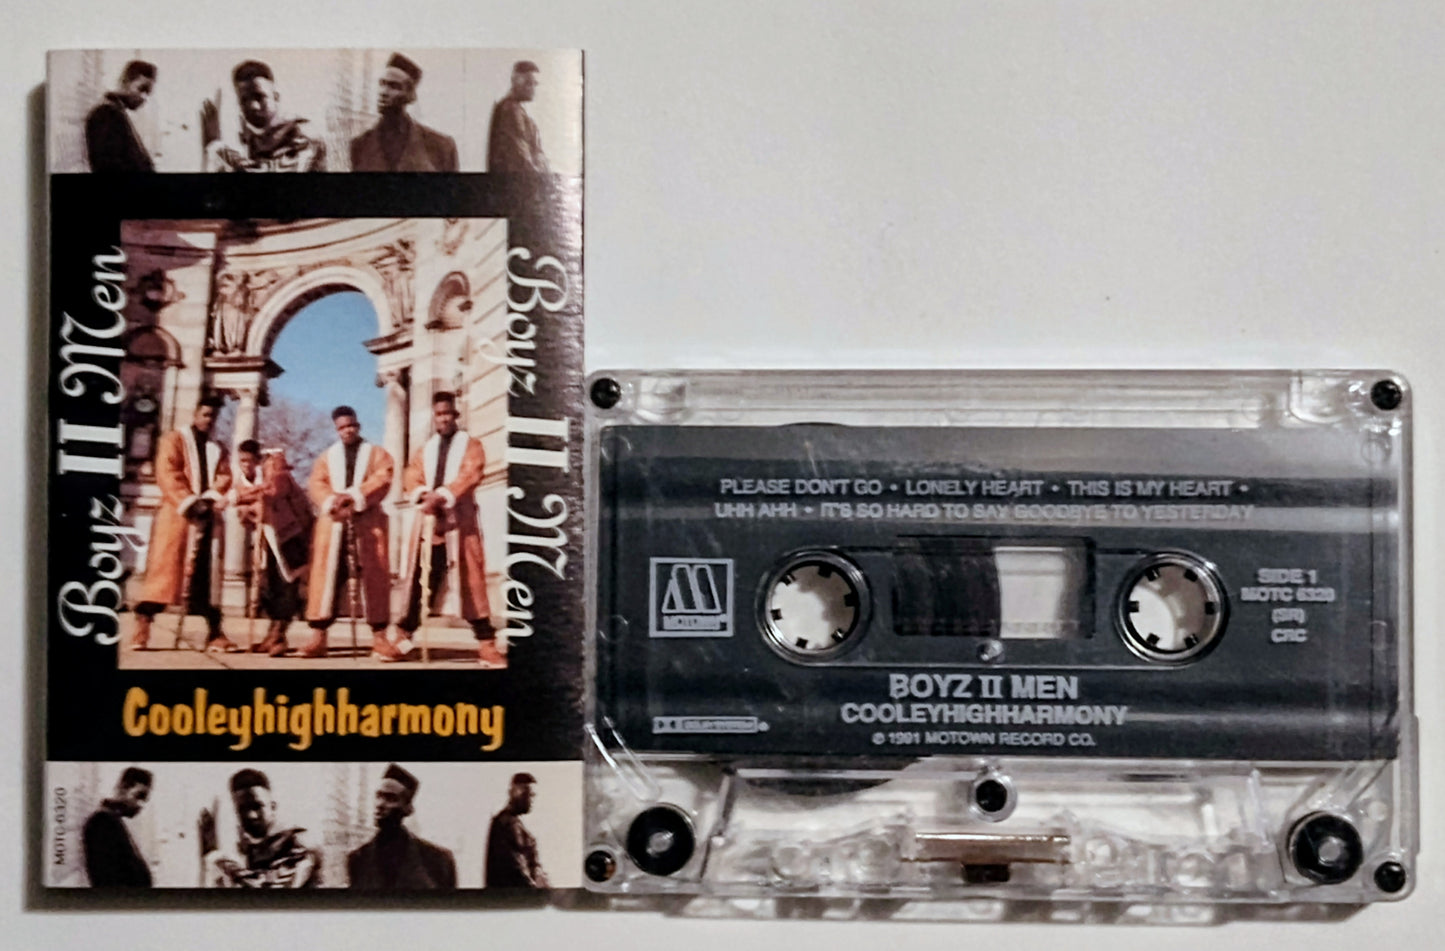 Boyz II Men
Boyz II Men
Cooleyhighharmony
MOTC-6320
PLEASE DON'T GO • LONELY HEART • THIS IS MY HEART •
UHH AHH • IT'S SO HARD TO SAY GOODBYE TO YESTERDAY
MOTOWN
SIDE 1
MOTC 6320
(SR)
CRC
BOYZ II MEN
COOLEYHIGHHARMONY
℗ 1991 MOTOWN RECORD CO.